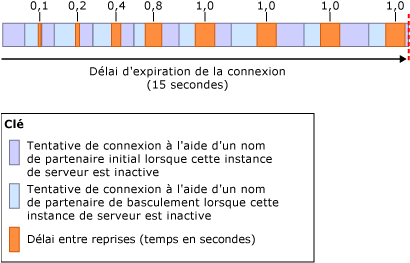 0,1 0,2 0,4 0,8 1,0 1,0 1,0 1,0
Délai d'expiration de la connexion
(15 secondes)
Clé
Tentative de connexion à l'aide d'un nom
de partenaire initial lorsque cette instance
de serveur est inactive
Tentative de connexion à l'aide d'un nom
de partenaire de basculement lorsque cette
instance de serveur est inactive
Délai entre reprises (temps en secondes)